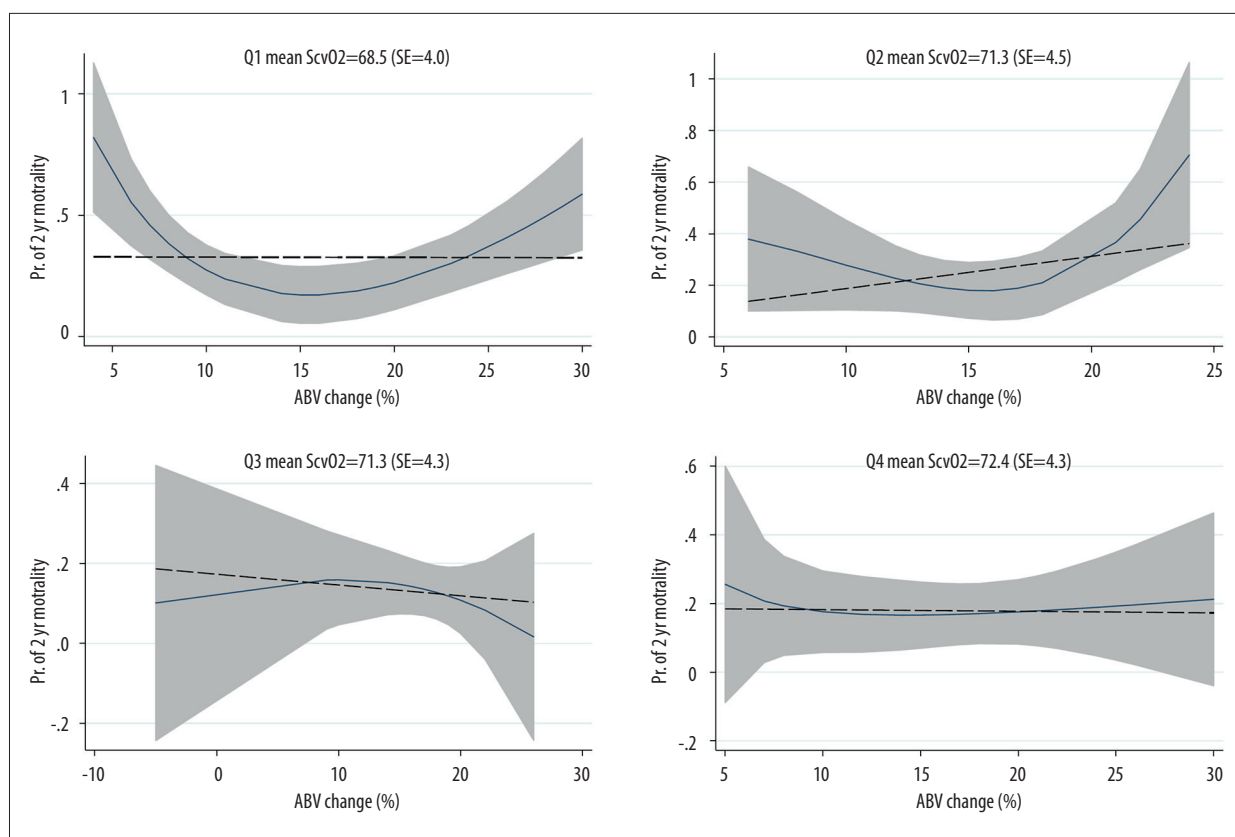 Q1 mean ScvO2=68.5 (SE=4.0)
Pr. of 2 yr motrality
1
.5
0
5 10 15 20 25 30
ABV change (%)
Q2 mean ScvO2=71.3 (SE=4.5)
Pr. of 2 yr motrality
1
.8
.6
.4
.2
0
5 10 15 20 25
ABV change (%)
Q3 mean ScvO2=71.3 (SE=4.3)
Pr. of 2 yr motrality
.4
.2
.0
-.2
-10 0 10 20 30
ABV change (%)
Q4 mean ScvO2=72.4 (SE=4.3)
Pr. of 2 yr motrality
.6
.4
.2
0
-.2
5 10 15 20 25 30
ABV change (%)